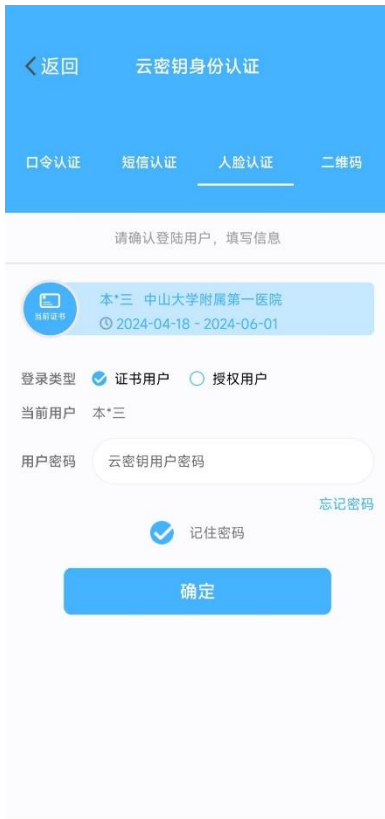 返回 云密钥身份认证
口令认证 短信认证 人脸认证 二维码
请确认登陆用户，填写信息
当前证书
本*三 中山大学附属第一医院
2024-04-18 - 2024-06-01
登录类型 证书用户 授权用户
当前用户 本*三
用户密码 云密钥用户密码
忘记密码
记住密码
确定